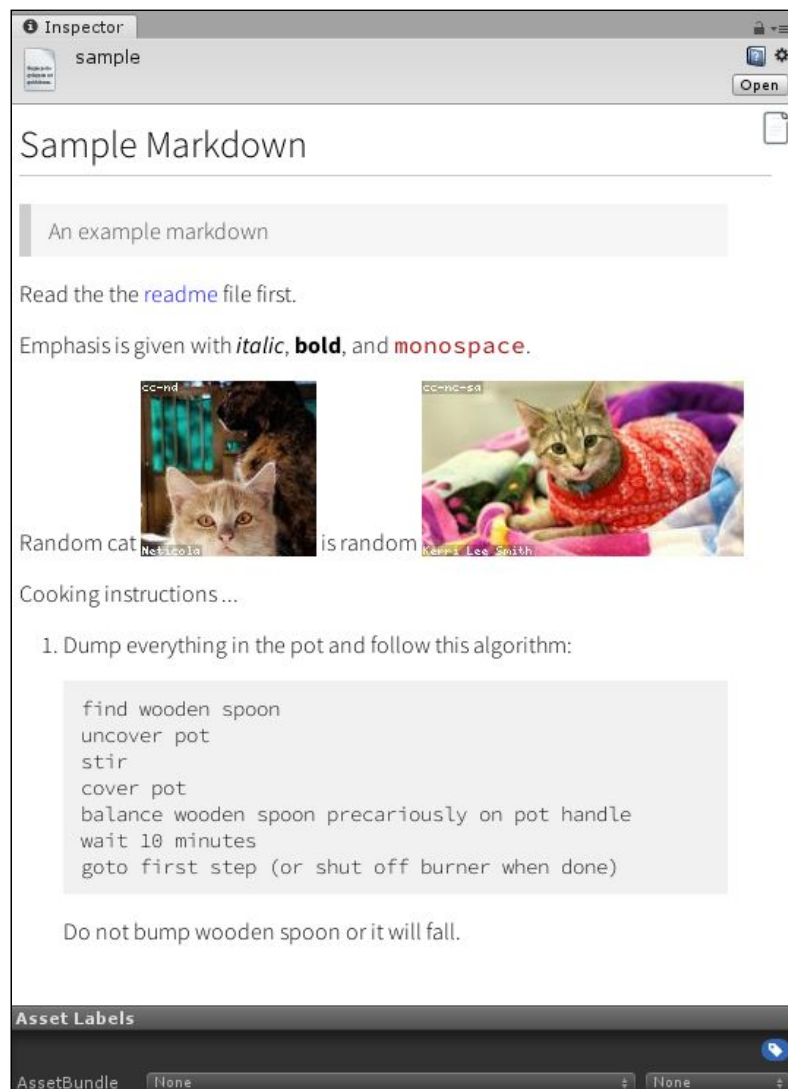 Inspector
sample
Open
Sample Markdown
An example markdown
Read the the readme file first.
Emphasis is given with italic, bold, and monospace.
cc-nd
cc-nc-sa
Random cat
Neticola
is random
Kerri Lee Smith
Cooking instructions ...
1. Dump everything in the pot and follow this algorithm:
find wooden spoon
uncover pot
stir
cover pot
balance wooden spoon precariously on pot handle
wait 10 minutes
goto first step (or shut off burner when done)
Do not bump wooden spoon or it will fall.
Asset Labels
AssetBundle
None
None